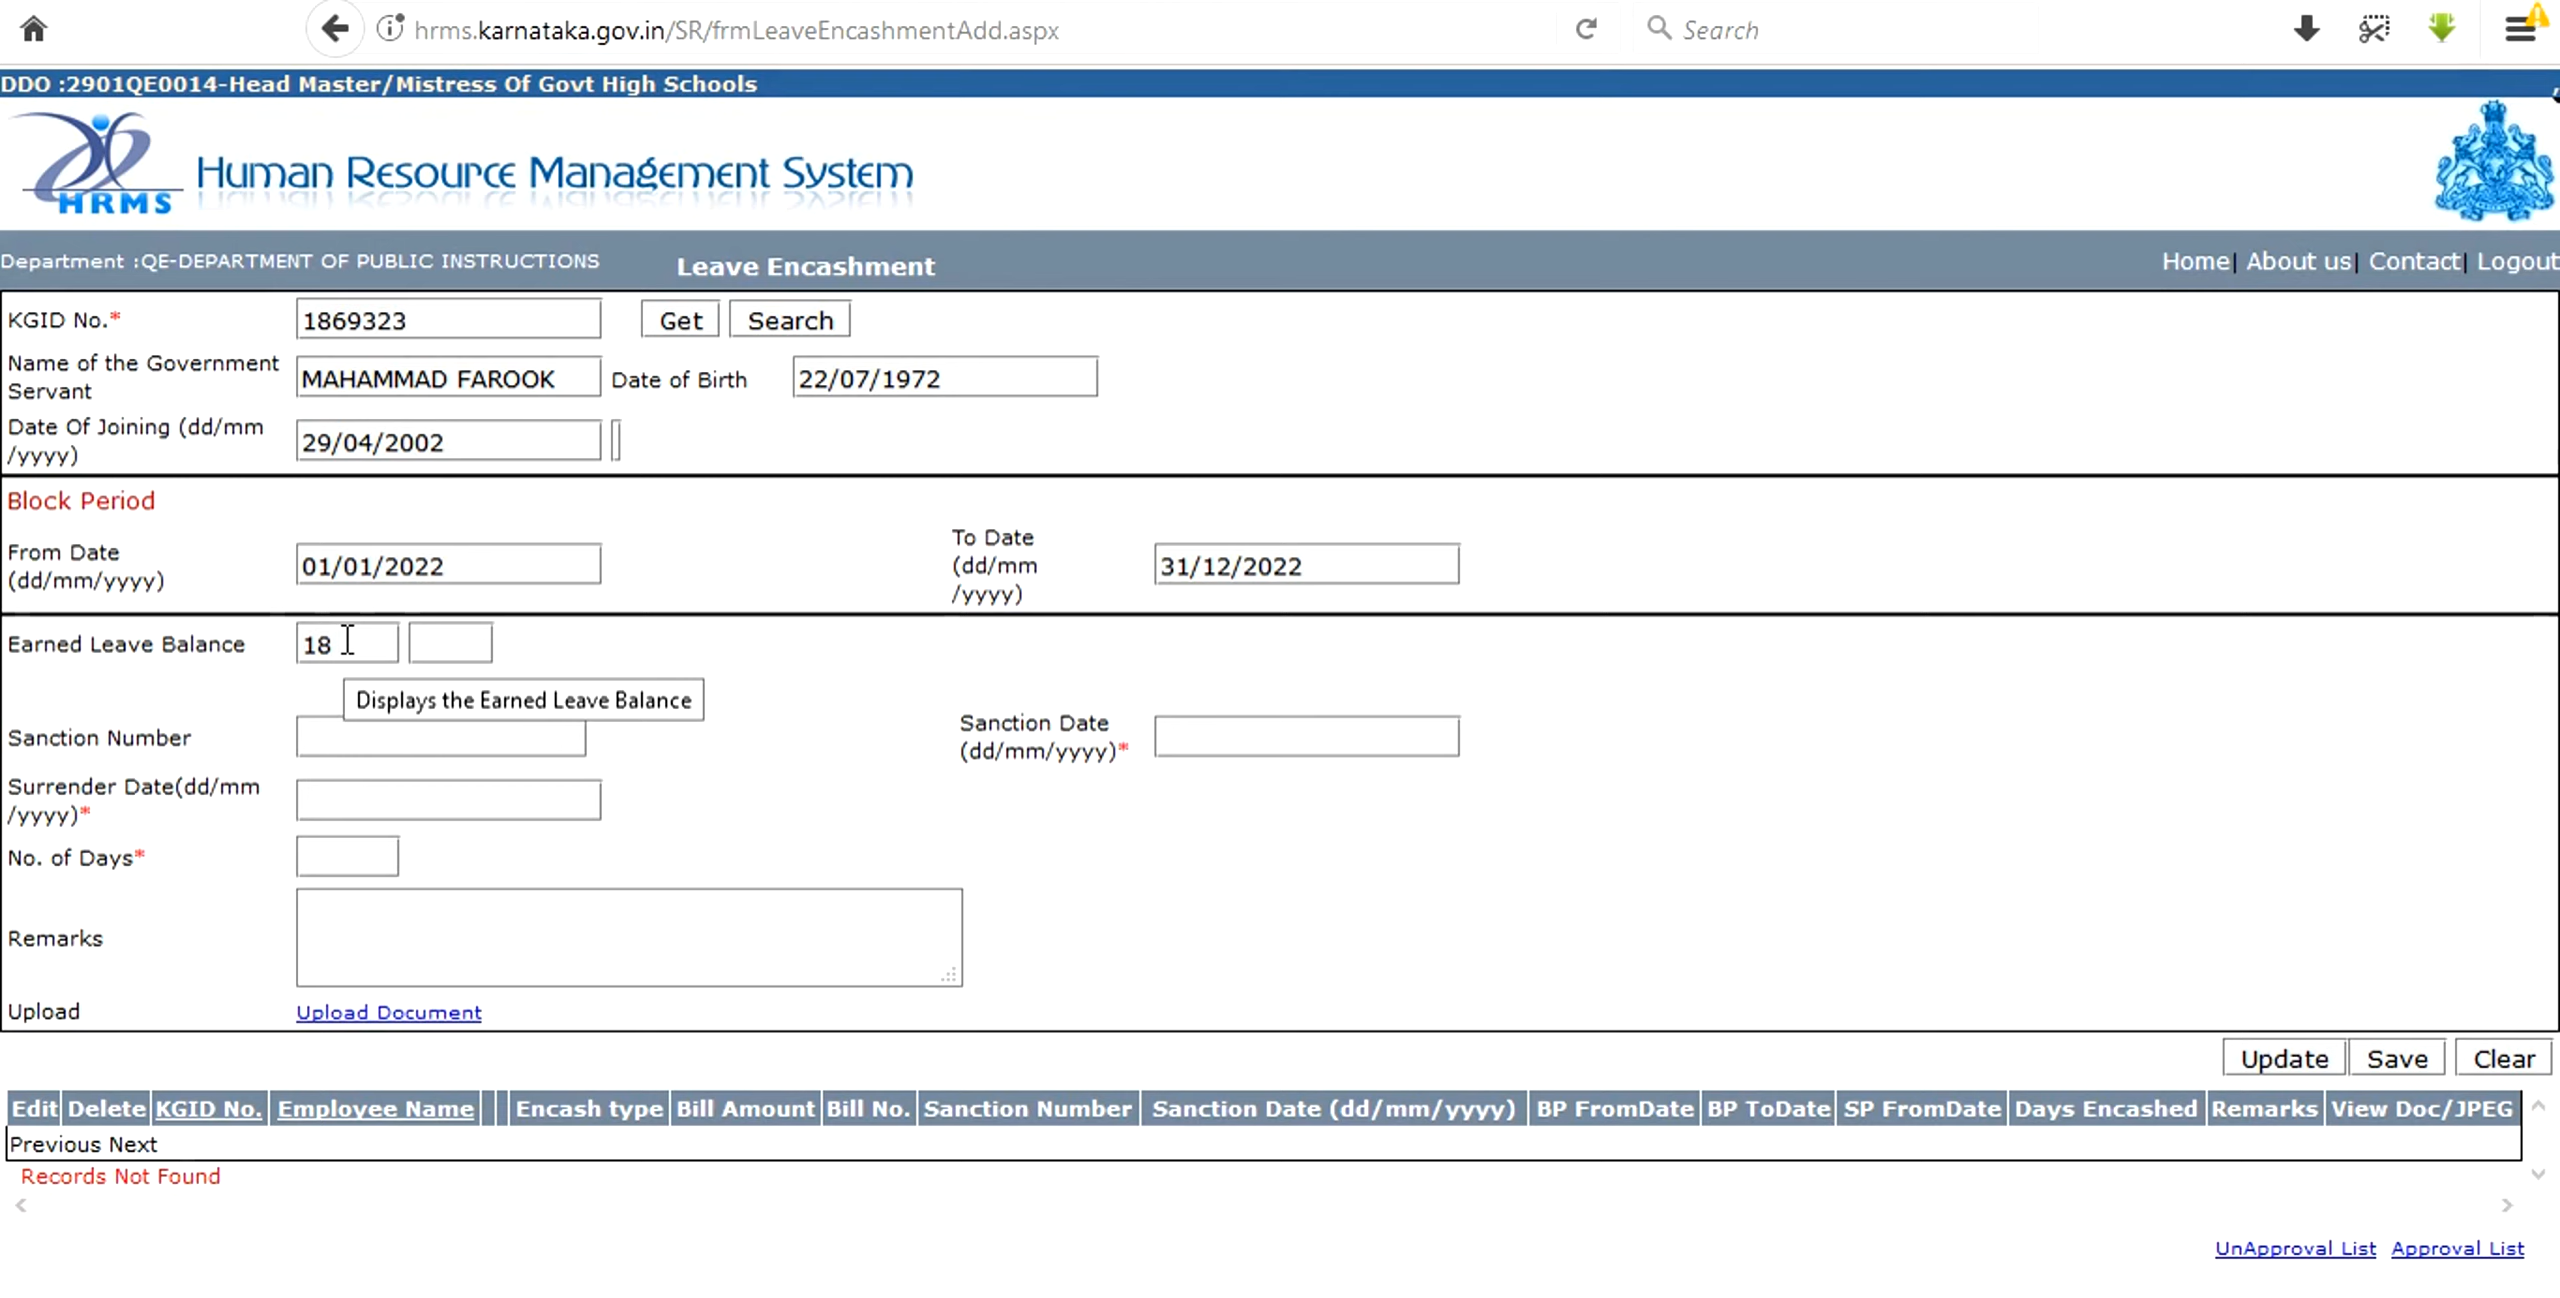 hrms.karnataka.gov.in/SR/frmLeaveEncashmentAdd.aspx
Search
DDO :2901QE0014-Head Master/Mistress Of Govt High Schools
HRMS
Human Resource Management System
Department :QE-DEPARTMENT OF PUBLIC INSTRUCTIONS
Leave Encashment
Home| About us| Contact| Logout
KGID No.* 1869323 Get Search
Name of the Government
Servant
MAHAMMAD FAROOK
Date of Birth 22/07/1972
Date Of Joining (dd/mm
/yyyy)
29/04/2002
Block Period
From Date
(dd/mm/yyyy)
01/01/2022
To Date
(dd/mm
/yyyy)
31/12/2022
Earned Leave Balance 18
Displays the Earned Leave Balance
Sanction Number
Sanction Date
(dd/mm/yyyy)*
Surrender Date(dd/mm
/yyyy)*
No. of Days*
Remarks
Upload Upload Document
Update Save Clear
Edit Delete KGID No. Employee Name Encash type Bill Amount Bill No. Sanction Number Sanction Date (dd/mm/yyyy) BP FromDate BP ToDate SP FromDate Days Encashed Remarks View Doc/JPEG
Previous Next
Records Not Found
UnApproval List Approval List